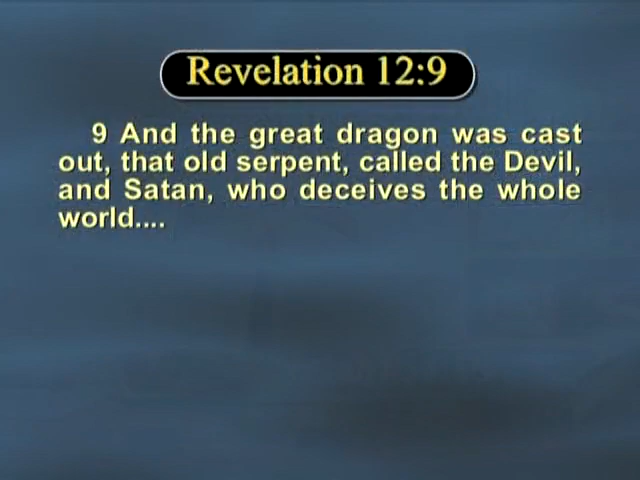 Revelation 12:9
9 And the great dragon was cast
out, that old serpent, called the Devil,
and Satan, who deceives the whole
world....